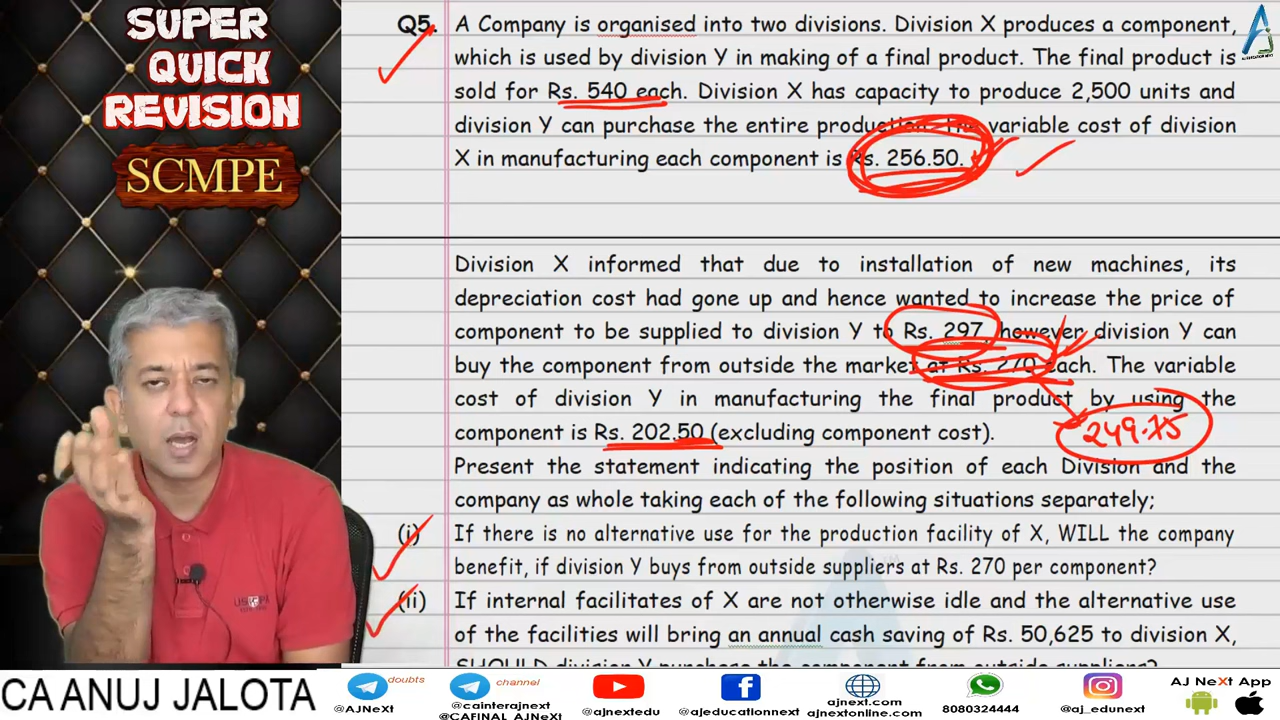 SUPER
QUICK
REVISION
SCMPE
Q5. A Company is organised into two divisions. Division X produces a component,
which is used by division Y in making of a final product. The final product is
sold for Rs. 540 each. Division X has capacity to produce 2,500 units and
division Y can purchase the entire production. The variable cost of division
X in manufacturing each component is Rs. 256.50.
Division X informed that due to installation of new machines, its
depreciation cost had gone up and hence wanted to increase the price of
component to be supplied to division Y to Rs. 297, however division Y can
buy the component from outside the market at Rs. 270 each. The variable
cost of division Y in manufacturing the final product by using the
component is Rs. 202.50 (excluding component cost).
249.75
Present the statement indicating the position of each Division and the
company as whole taking each of the following situations separately;
(i) If there is no alternative use for the production facility of X, WILL the company
benefit, if division Y buys from outside suppliers at Rs. 270 per component?
(ii) If internal facilitates of X are not otherwise idle and the alternative use
of the facilities will bring an annual cash saving of Rs. 50,625 to division X,
SHOULD division Y purchase the component from outside suppliers?
CA ANUJ JALOTA
doubts
@AJNeXt
channel
@cainterajnext
@CAFINAL_AJNeXt
@ajnextedu
@ajeducationnext
ajnext.com
ajnextonline.com
8080324444
@aj_edunext
AJ NeXt App